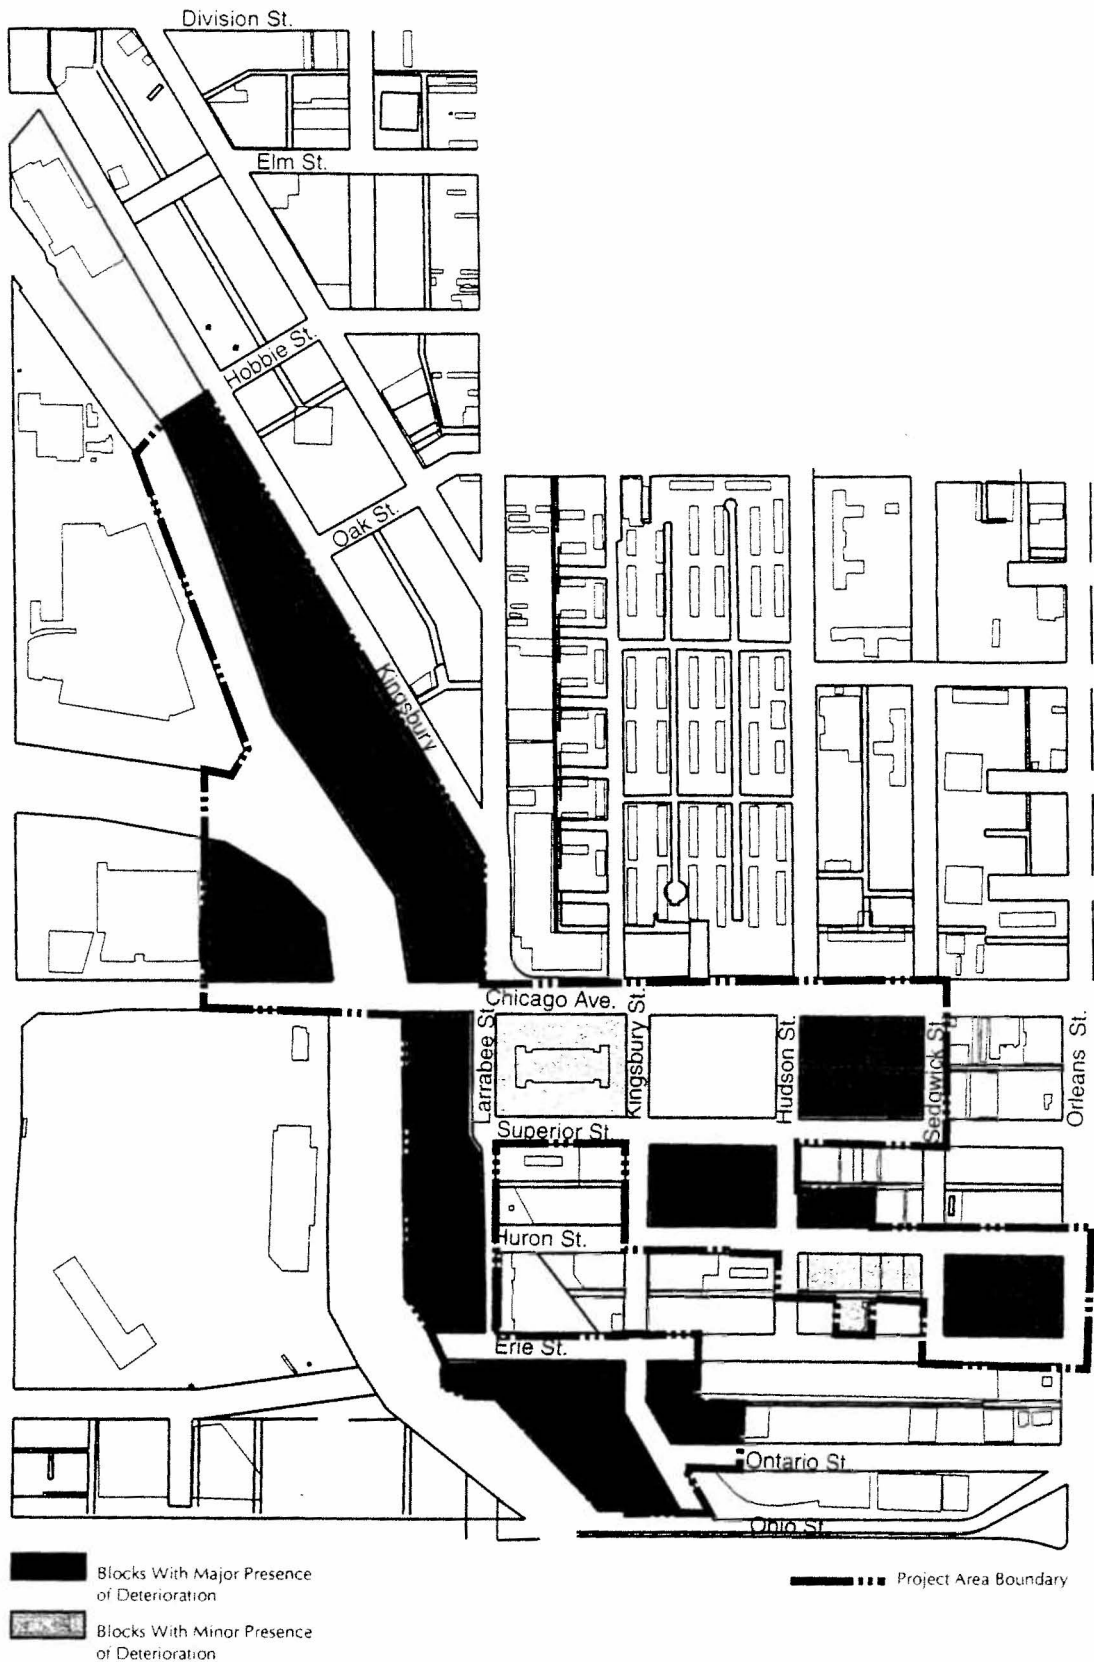 Division St.
Elm St.
Hobbie St.
Oak St.
Kingsbury
Chicago Ave.
Larrabee St.
Kingsbury St.
Hudson St.
Sedgwick St.
Orleans St.
Superior St.
Huron St.
Erie St.
Ontario St.
Ohio St.
Blocks With Major Presence
of Deterioration
Project Area Boundary
Blocks With Minor Presence
of Deterioration